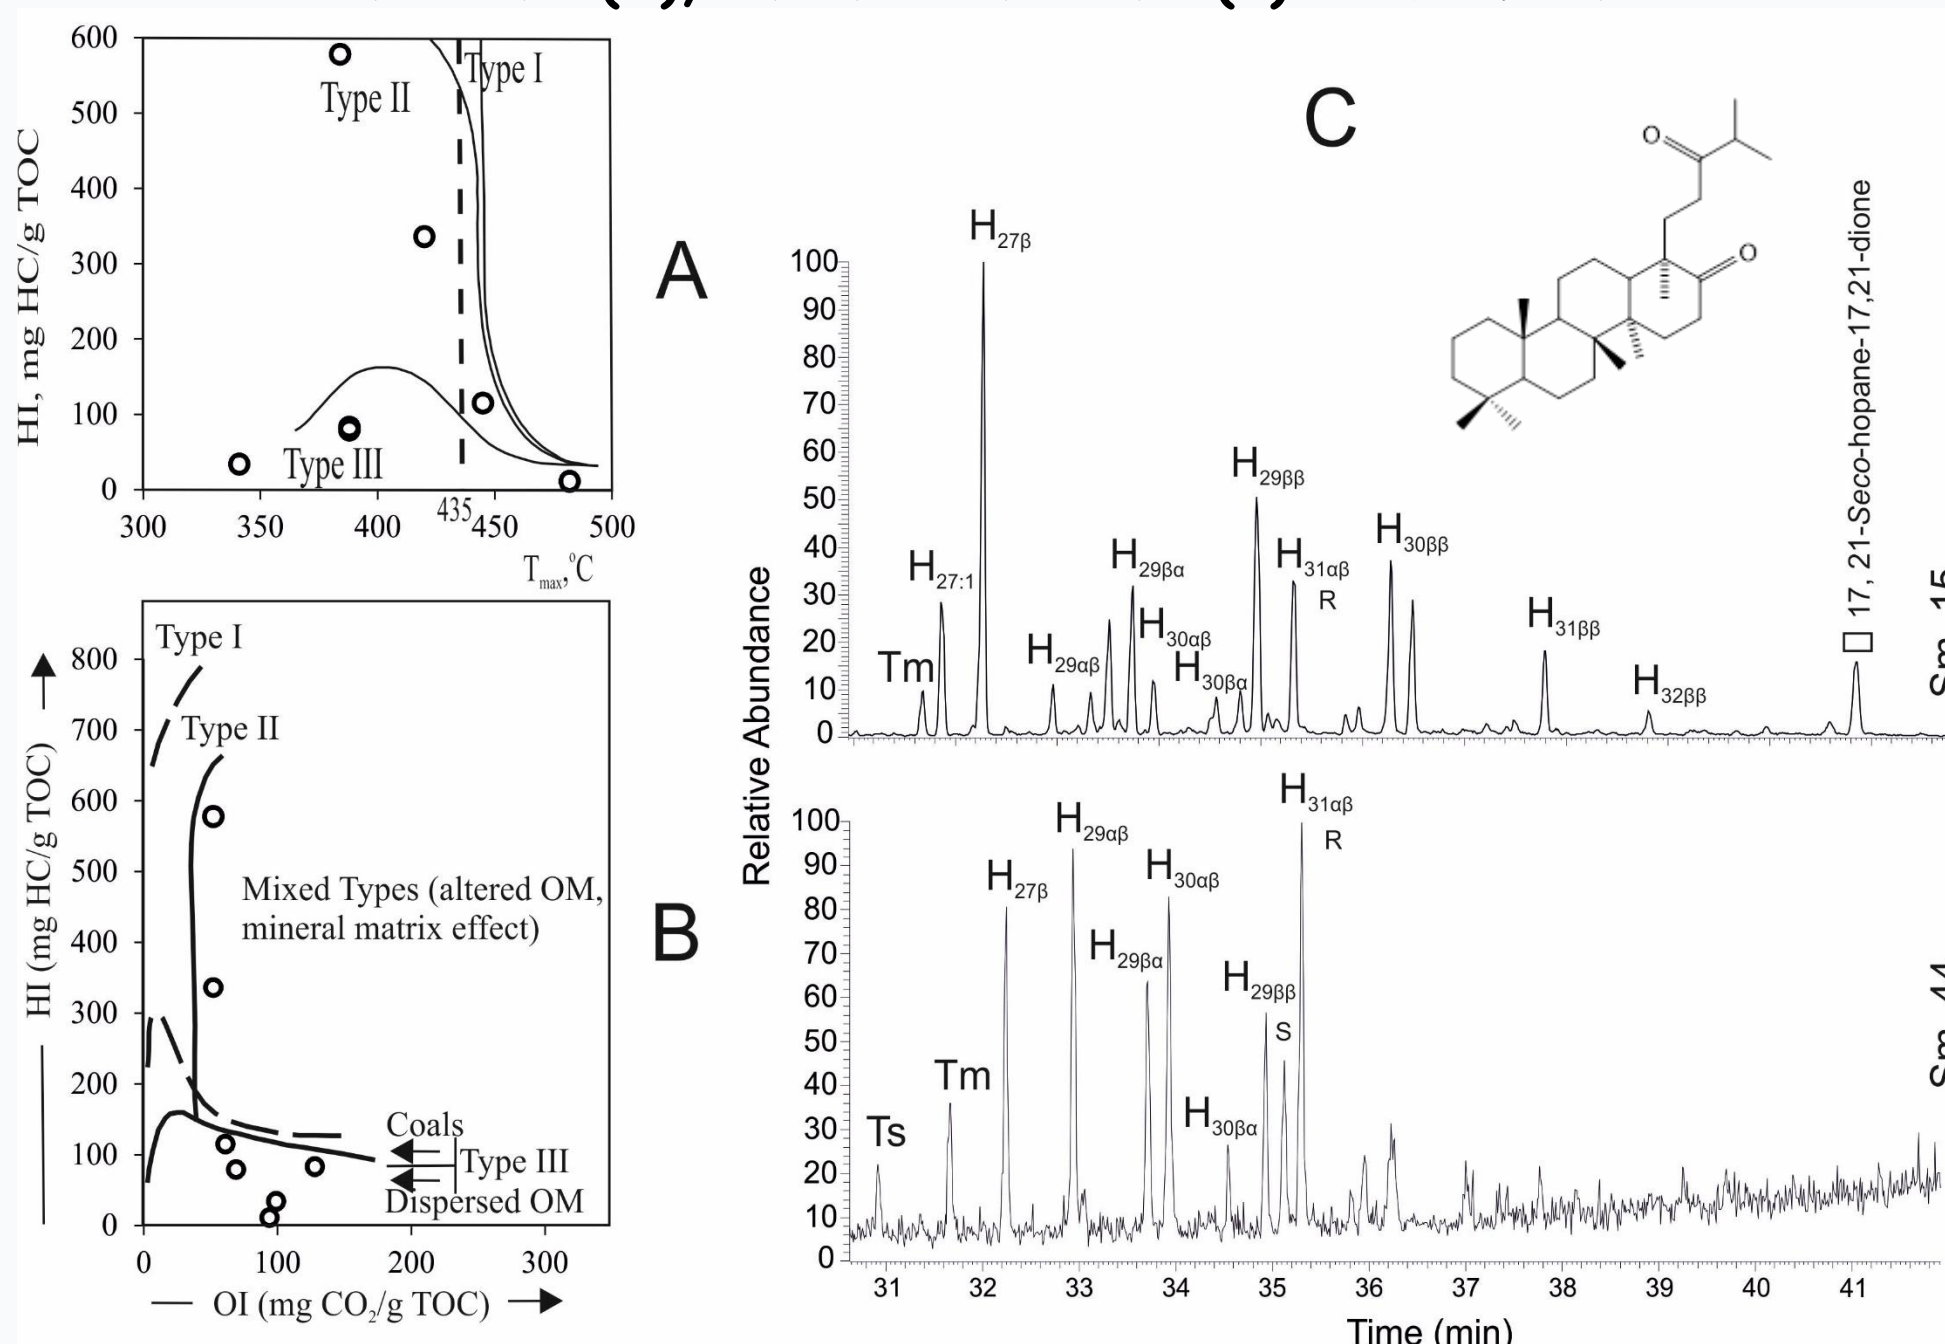 600
500
400
300
200
100
0
HI, mg HC/g TOC
Type I
Type II
Type III
300
350
400
435
450
500
Tmax,°C
A
800
700
600
500
400
300
200
100
0
HI (mg HC/g TOC)
Type I
Type II
Mixed Types (altered OM,
mineral matrix effect)
Coals
Type III
Dispersed OM
0
100
200
300
OI (mg CO₂/g TOC)
B
C
O
O
Relative Abundance
100
90
80
70
60
50
40
30
20
10
0
Tm
H27:1
H27β
H29αβ
H29βα
H30αβ
H30βα
H29ββ
H31αβ
R
H30ββ
H31ββ
H32ββ
17, 21-Seco-hopane-17,21-dione
Sm 15
100
90
80
70
60
50
40
30
20
10
0
Ts
Tm
H27β
H29αβ
H29βα
H30αβ
H30βα
H29ββ
S
H31αβ
R
Sm 44
31
32
33
34
35
36
37
38
39
40
41
Time (min)